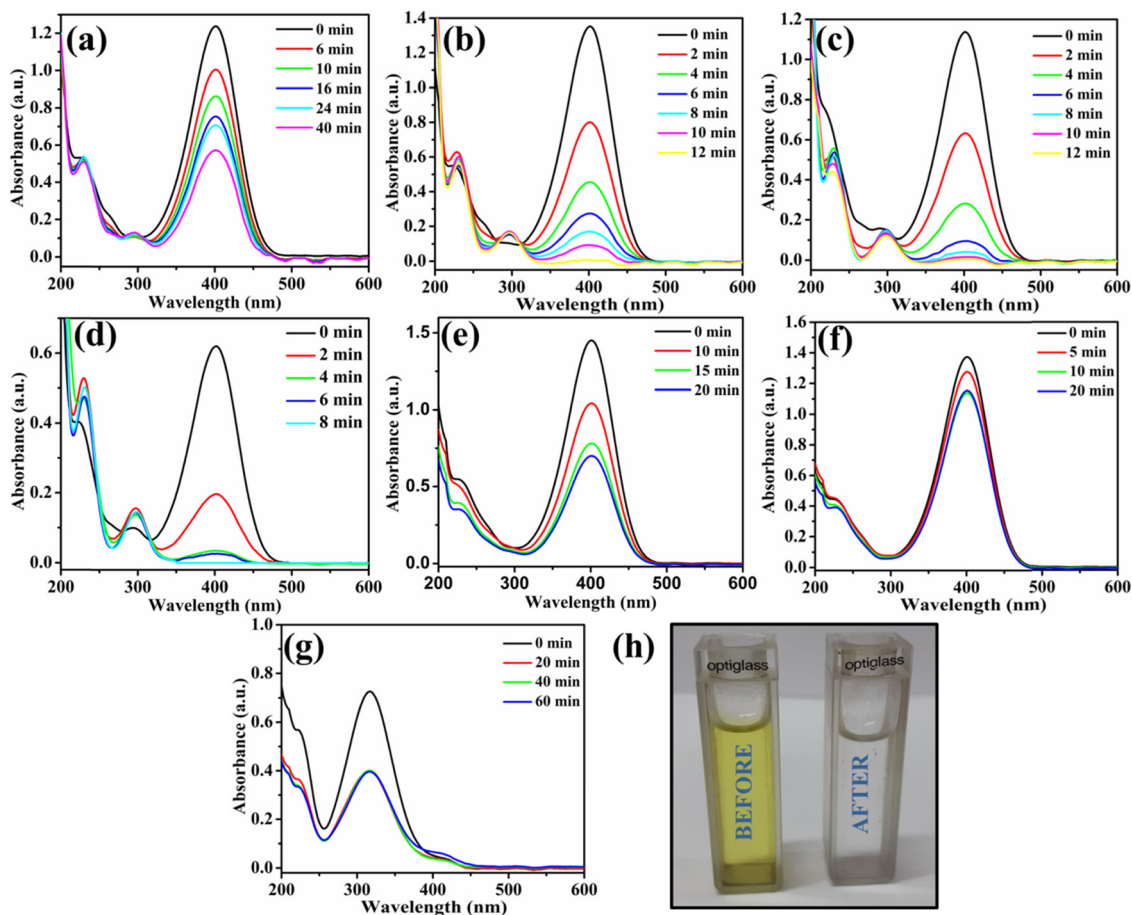 (a)
0 min
6 min
10 min
16 min
24 min
40 min
1.2
1.0
0.8
0.6
0.4
0.2
0.0
200 300 400 500 600
Absorbance (a.u.)
Wavelength (nm)
(b)
0 min
2 min
4 min
6 min
8 min
10 min
12 min
1.4
1.2
1.0
0.8
0.6
0.4
0.2
0.0
200 300 400 500 600
Absorbance (a.u.)
Wavelength (nm)
(c)
0 min
2 min
4 min
6 min
8 min
10 min
12 min
1.2
1.0
0.8
0.6
0.4
0.2
0.0
200 300 400 500 600
Absorbance (a.u.)
Wavelength (nm)
(d)
0 min
2 min
4 min
6 min
8 min
0.6
0.4
0.2
0.0
200 300 400 500 600
Absorbance (a.u.)
Wavelength (nm)
(e)
0 min
10 min
15 min
20 min
1.5
1.0
0.5
0.0
200 300 400 500 600
Absorbance (a.u.)
Wavelength (nm)
(f)
0 min
5 min
10 min
20 min
1.6
1.4
1.2
1.0
0.8
0.6
0.4
0.2
0.0
200 300 400 500 600
Absorbance (a.u.)
Wavelength (nm)
(g)
0 min
20 min
40 min
60 min
1.0
0.8
0.6
0.4
0.2
0.0
200 300 400 500 600
Absorbance (a.u.)
Wavelength (nm)
(h)
optiglass
BEFORE
optiglass
AFTER